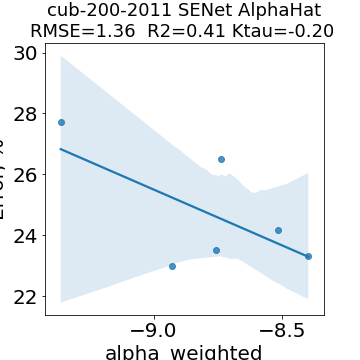 cub-200-2011 SENet AlphaHat
RMSE=1.36 R2=0.41 Ktau=-0.20
30
28
26
24
22
−9.0 −8.5
alpha_weighted